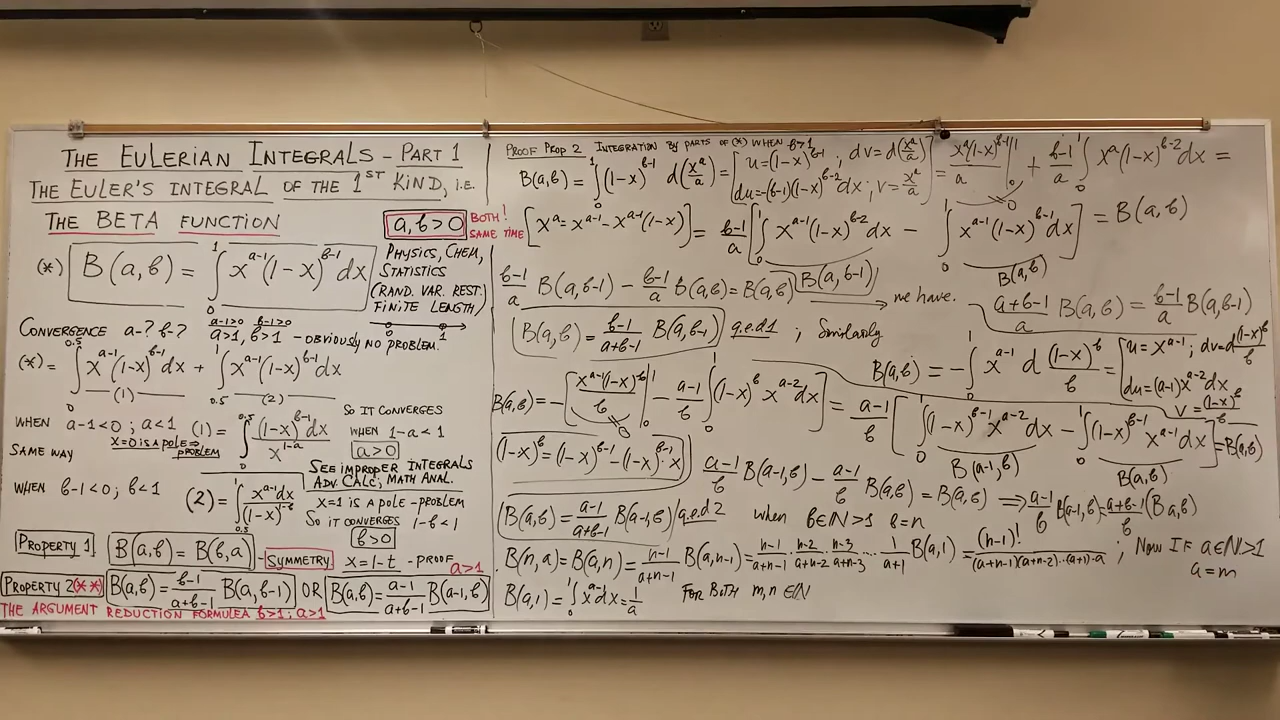 THE EULERIAN INTEGRALS - PART 1
THE EULER'S INTEGRAL OF THE 1ST KIND, i.e.
THE BETA FUNCTION
a,b>0 BOTH! SAME TIME
(*) B(a,b) = ∫₀¹ x^(a-1)(1-x)^(b-1) dx
PHYSICS, CHEM,
STATISTICS
(RAND. VAR. REST.
FINITE LENGTH)
0 1
CONVERGENCE a-? b-? a-1>0 b-1>0 a>1, b>1 - OBVIOUSLY NO PROBLEM.
(*) = ∫₀^0.5 x^(a-1)(1-x)^(b-1) dx + ∫_0.5^1 x^(a-1)(1-x)^(b-1) dx
(1) (2)
WHEN a-1<0; a<1 (1) = ∫₀^0.5 (1-x)^(b-1) dx / x^(1-a)
x=0 IS A POLE ⇒ PROBLEM
SO IT CONVERGES
WHEN 1-a<1
a>0
SAME WAY
SEE IMPROPER INTEGRALS
ADV. CALC, MATH ANAL.
WHEN b-1<0; b<1 (2) = ∫_0.5^1 x^(a-1) dx / (1-x)^(1-b)
x=1 IS A POLE - PROBLEM
SO IT CONVERGES 1-b<1
b>0
PROPERTY 1 B(a,b) = B(b,a) - SYMMETRY x=1-t - PROOF
a>1
PROPERTY 2(**) B(a,b) = (b-1)/(a+b-1) B(a,b-1) OR B(a,b) = (a-1)/(a+b-1) B(a-1,b)
THE ARGUMENT REDUCTION FORMULEA b>1; a>1
PROOF PROP 2 INTEGRATION BY PARTS OF (*) WHEN b>1
B(a,b) = ∫₀¹ (1-x)^(b-1) d(x^a/a) = [u=(1-x)^(b-1); dv=d(x^a/a) du=-(b-1)(1-x)^(b-2) dx; v=x^a/a] = x^a(1-x)^(b-1)/a |₀¹ + (b-1)/a ∫₀¹ x^a(1-x)^(b-2) dx =
→0
[x^a = x^(a-1) - x^(a-1)(1-x)] = (b-1)/a [∫₀¹ x^(a-1)(1-x)^(b-2) dx - ∫₀¹ x^(a-1)(1-x)^(b-1) dx] = B(a,b)
B(a,b-1) B(a,b)
(b-1)/a B(a,b-1) - (b-1)/a B(a,b) = B(a,b) → we have. (a+b-1)/a B(a,b) = (b-1)/a B(a,b-1)
B(a,b) = (b-1)/(a+b-1) B(a,b-1) q.e.d 1; Similarly
B(a,b) = -∫₀¹ x^(a-1) d (1-x)^b/b = [u=x^(a-1); dv=d(1-x)^b/b du=(a-1)x^(a-2) dx v=(1-x)^b/b
B(a,b) = -[x^(a-1)(1-x)^b/b |₀¹ - (a-1)/b ∫₀¹ (1-x)^b x^(a-2) dx] = (a-1)/b [∫₀¹ (1-x)^(b-1) x^(a-2) dx - ∫₀¹ (1-x)^(b-1) x^(a-1) dx] = B(a,b)
→0 B(a-1,b) B(a,b)
(1-x)^b = (1-x)^(b-1) - (1-x)^(b-1)·x
(a-1)/b B(a-1,b) - (a-1)/b B(a,b) = B(a,b) ⇒ (a-1)/b B(a-1,b) = (a+b-1)/b (B(a,b)
B(a,b) = (a-1)/(a+b-1) B(a-1,b) q.e.d 2 when b∈ℕ>1 b=n
B(n,a) = B(a,n) = (n-1)/(a+n-1) B(a,n-1) = (n-1)/(a+n-1) · (n-2)/(a+n-2) · (n-3)/(a+n-3) ··· 1/(a+1) B(a,1) = (n-1)!/((a+n-1)(a+n-2)···(a+1)·a); NOW IF a∈ℕ>1
a=m
B(a,1) = ∫₀¹ x^(a-1) dx = 1/a FOR BOTH m,n∈ℕ